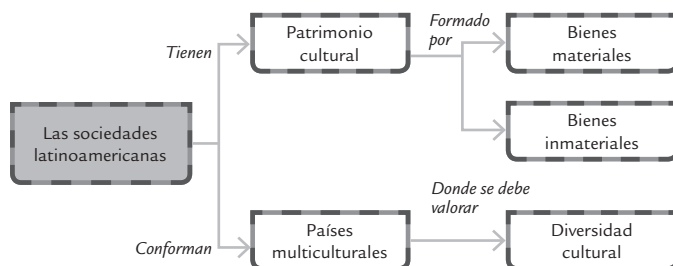 Las sociedades
latinoamericanas
Tienen
Patrimonio
cultural
Formado
por
Bienes
materiales
Bienes
inmateriales
Conforman
Países
multiculturales
Donde se debe
valorar
Diversidad
cultural